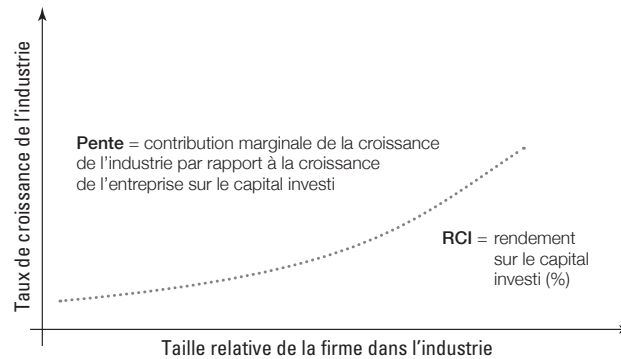 Taux de croissance de l'industrie
Pente = contribution marginale de la croissance
de l'industrie par rapport à la croissance
de l'entreprise sur le capital investi
RCI = rendement
sur le capital
investi (%)
Taille relative de la firme dans l'industrie